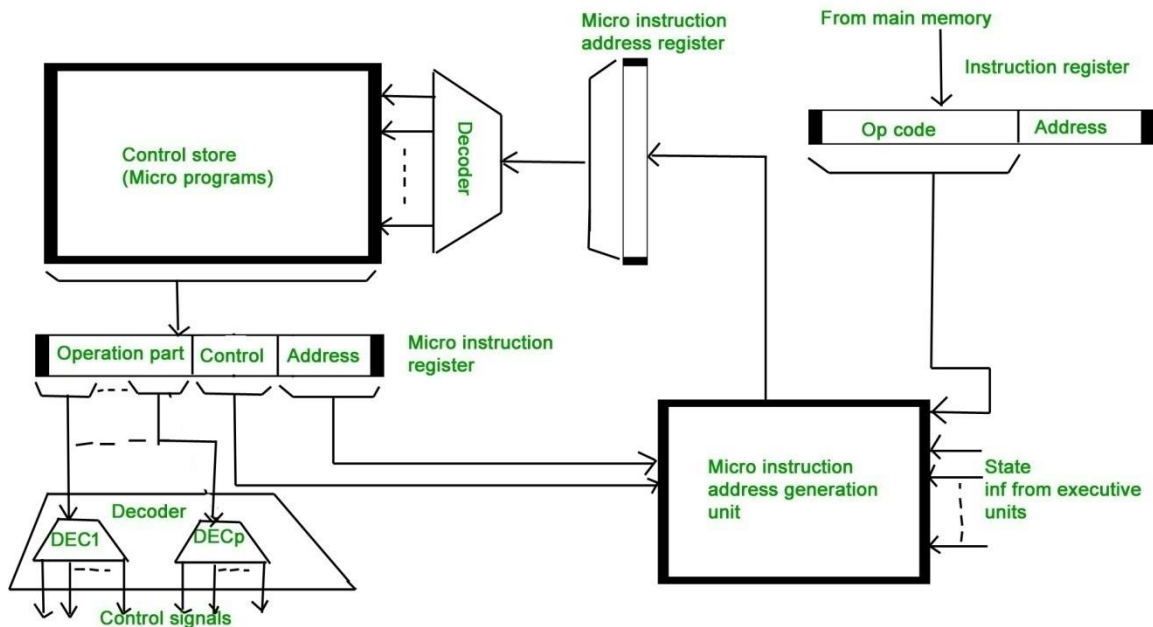 Micro instruction
address register
From main memory
Instruction register
Op code
Address
Control store
(Micro programs)
Decoder
Operation part
Control
Address
Micro instruction
register
Micro instruction
address generation
unit
State
inf from executive
units
Decoder
DEC1
DECp
Control signals